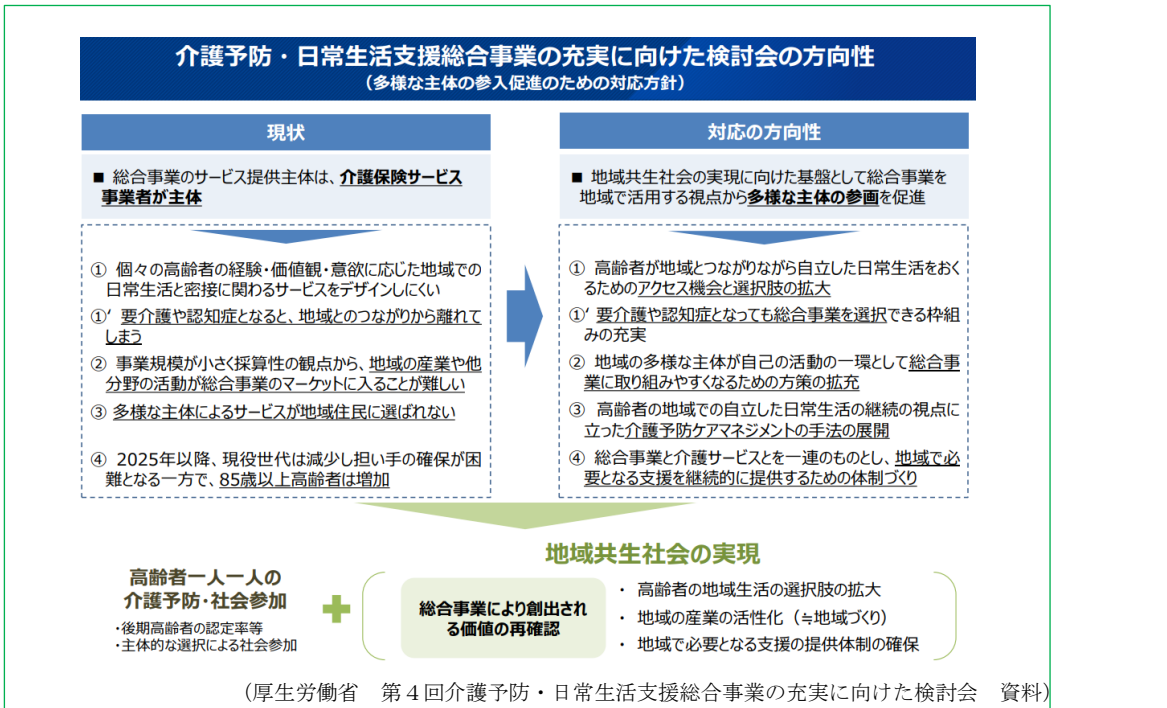 介護予防・日常生活支援総合事業の充実に向けた検討会の方向性
（多様な主体の参入促進のための対応方針）
現状
■ 総合事業のサービス提供主体は、介護保険サービス
事業者が主体
① 個々の高齢者の経験・価値観・意欲に応じた地域での
日常生活と密接に関わるサービスをデザインしにくい
①‘ 要介護や認知症となると、地域とのつながりから離れて
しまう
② 事業規模が小さく採算性の観点から、地域の産業や他
分野の活動が総合事業のマーケットに入ることが難しい
③ 多様な主体によるサービスが地域住民に選ばれない
④ 2025年以降、現役世代は減少し担い手の確保が困
難となる一方で、85歳以上高齢者は増加
対応の方向性
■ 地域共生社会の実現に向けた基盤として総合事業を
地域で活用する視点から多様な主体の参画を促進
① 高齢者が地域とつながりながら自立した日常生活をおく
るためのアクセス機会と選択肢の拡大
①‘ 要介護や認知症となっても総合事業を選択できる枠組
みの充実
② 地域の多様な主体が自己の活動の一環として総合事
業に取り組みやすくなるための方策の拡充
③ 高齢者の地域での自立した日常生活の継続の視点に
立った介護予防ケアマネジメントの手法の展開
④ 総合事業と介護サービスとを一連のものとし、地域で必
要となる支援を継続的に提供するための体制づくり
地域共生社会の実現
高齢者一人一人の
介護予防・社会参加
・後期高齢者の認定率等
・主体的な選択による社会参加
総合事業により創出され
る価値の再確認
・ 高齢者の地域生活の選択肢の拡大
・ 地域の産業の活性化（≒地域づくり）
・ 地域で必要となる支援の提供体制の確保
（厚生労働省　第４回介護予防・日常生活支援総合事業の充実に向けた検討会　資料）